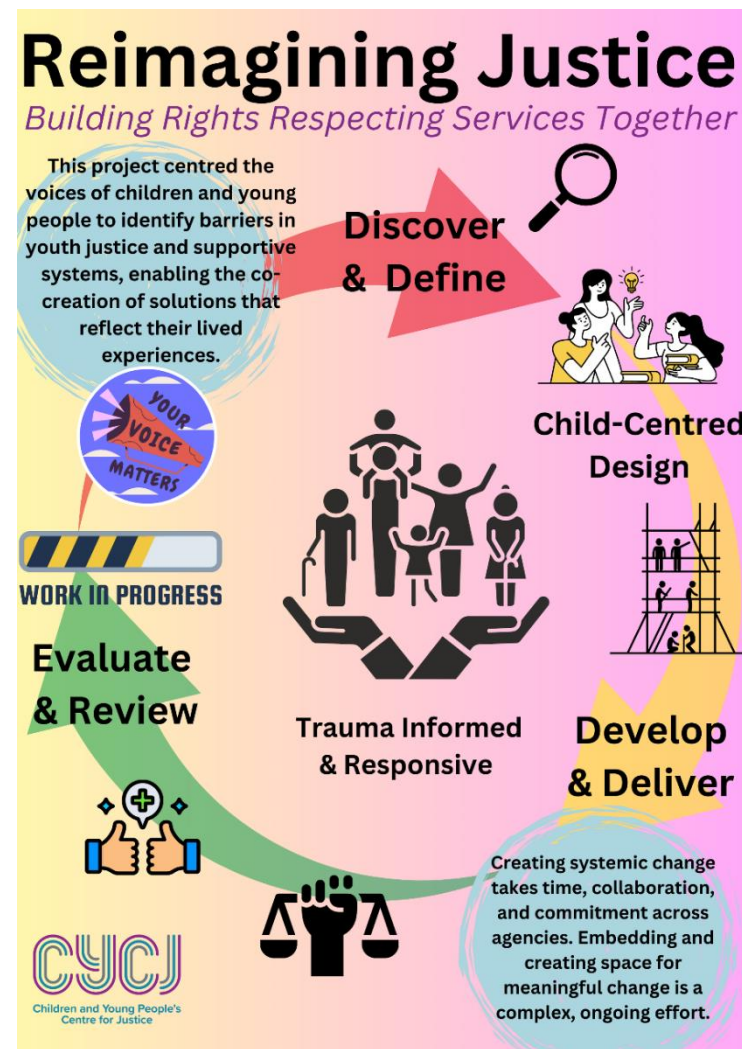 Reimagining Justice
Building Rights Respecting Services Together
This project centred the
voices of children and young
people to identify barriers in
youth justice and supportive
systems, enabling the co-
creation of solutions that
reflect their lived
experiences.
Discover
& Define
YOUR
VOICE
MATTERS
Child-Centred
Design
WORK IN PROGRESS
Evaluate
& Review
Trauma Informed
& Responsive
Develop
& Deliver
Creating systemic change
takes time, collaboration,
and commitment across
agencies. Embedding and
creating space for
meaningful change is a
complex, ongoing effort.
CYCJ
Children and Young People's
Centre for Justice